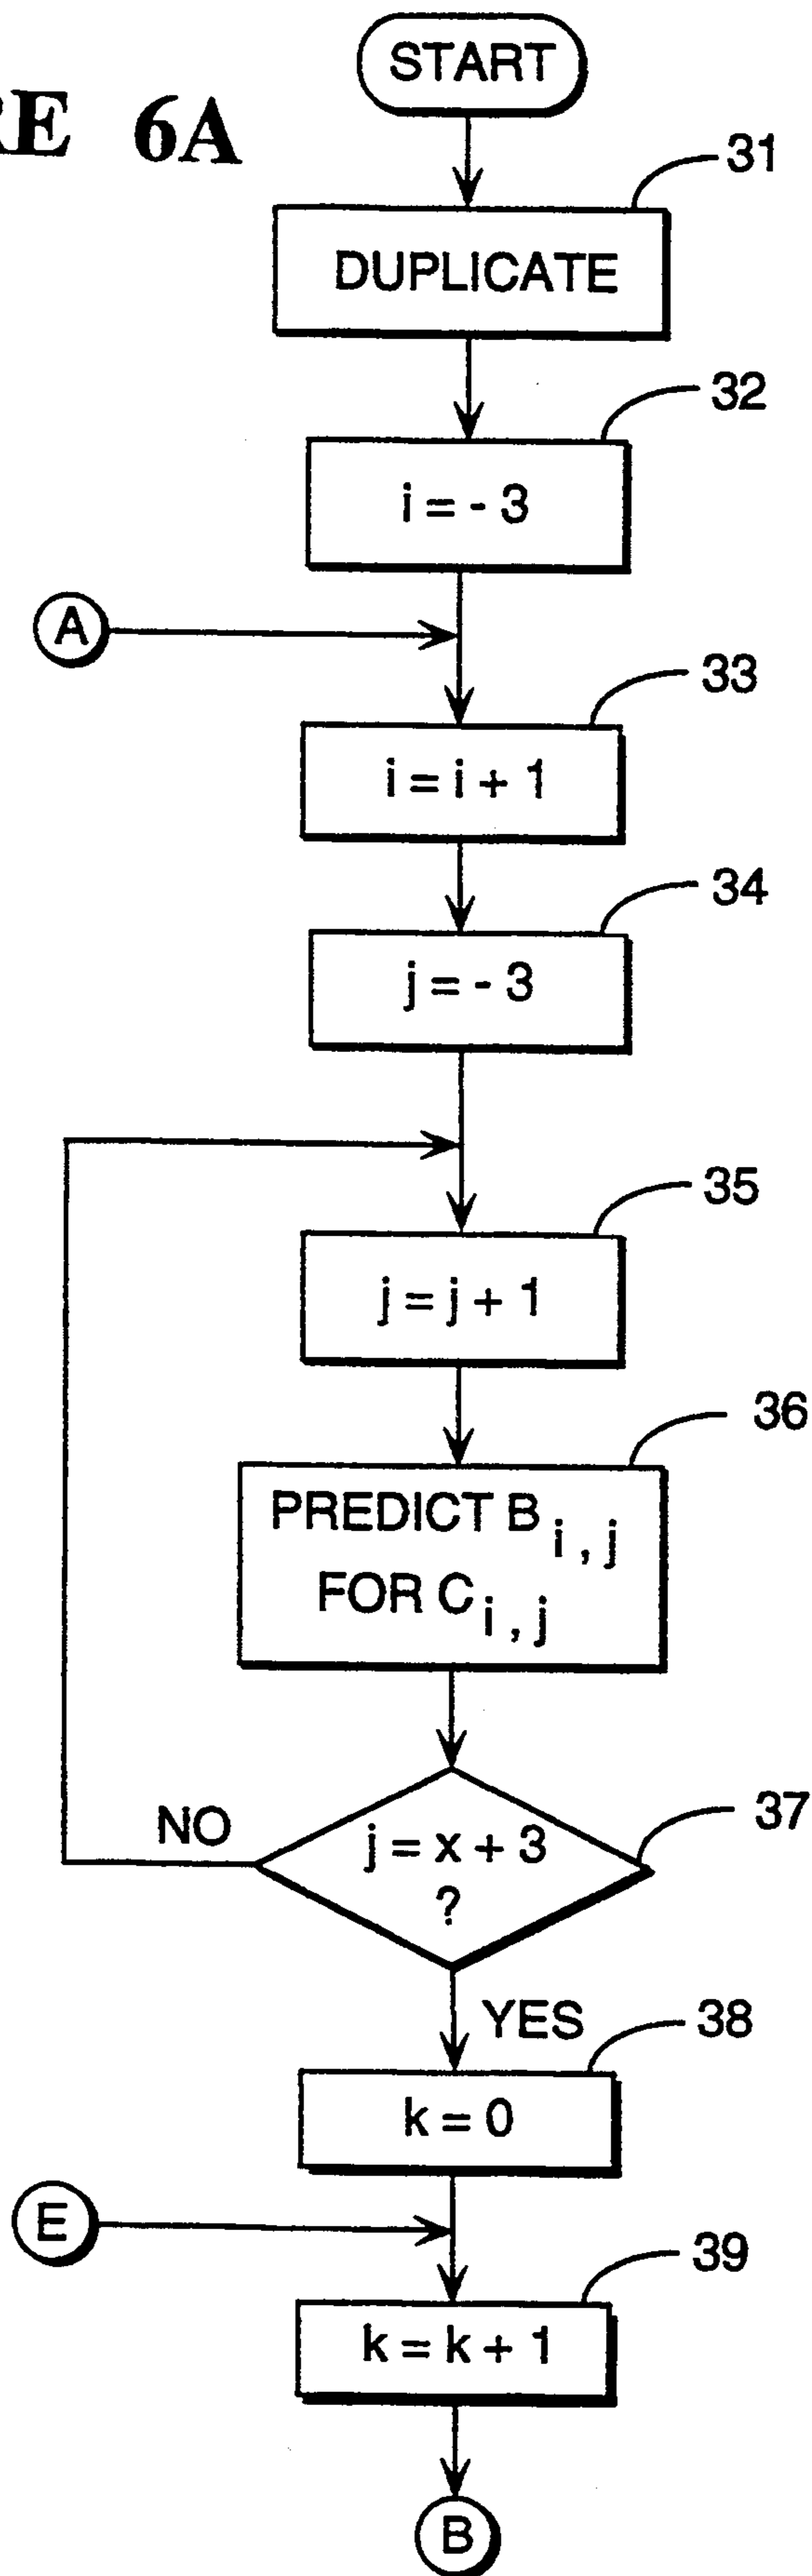 6A
START
31
DUPLICATE
32
i = - 3
A
33
i = i + 1
34
j = - 3
35
j = j + 1
36
PREDICT B i , j
FOR C i , j
37
NO
j = x + 3
?
YES
38
k = 0
E
39
k = k + 1
B